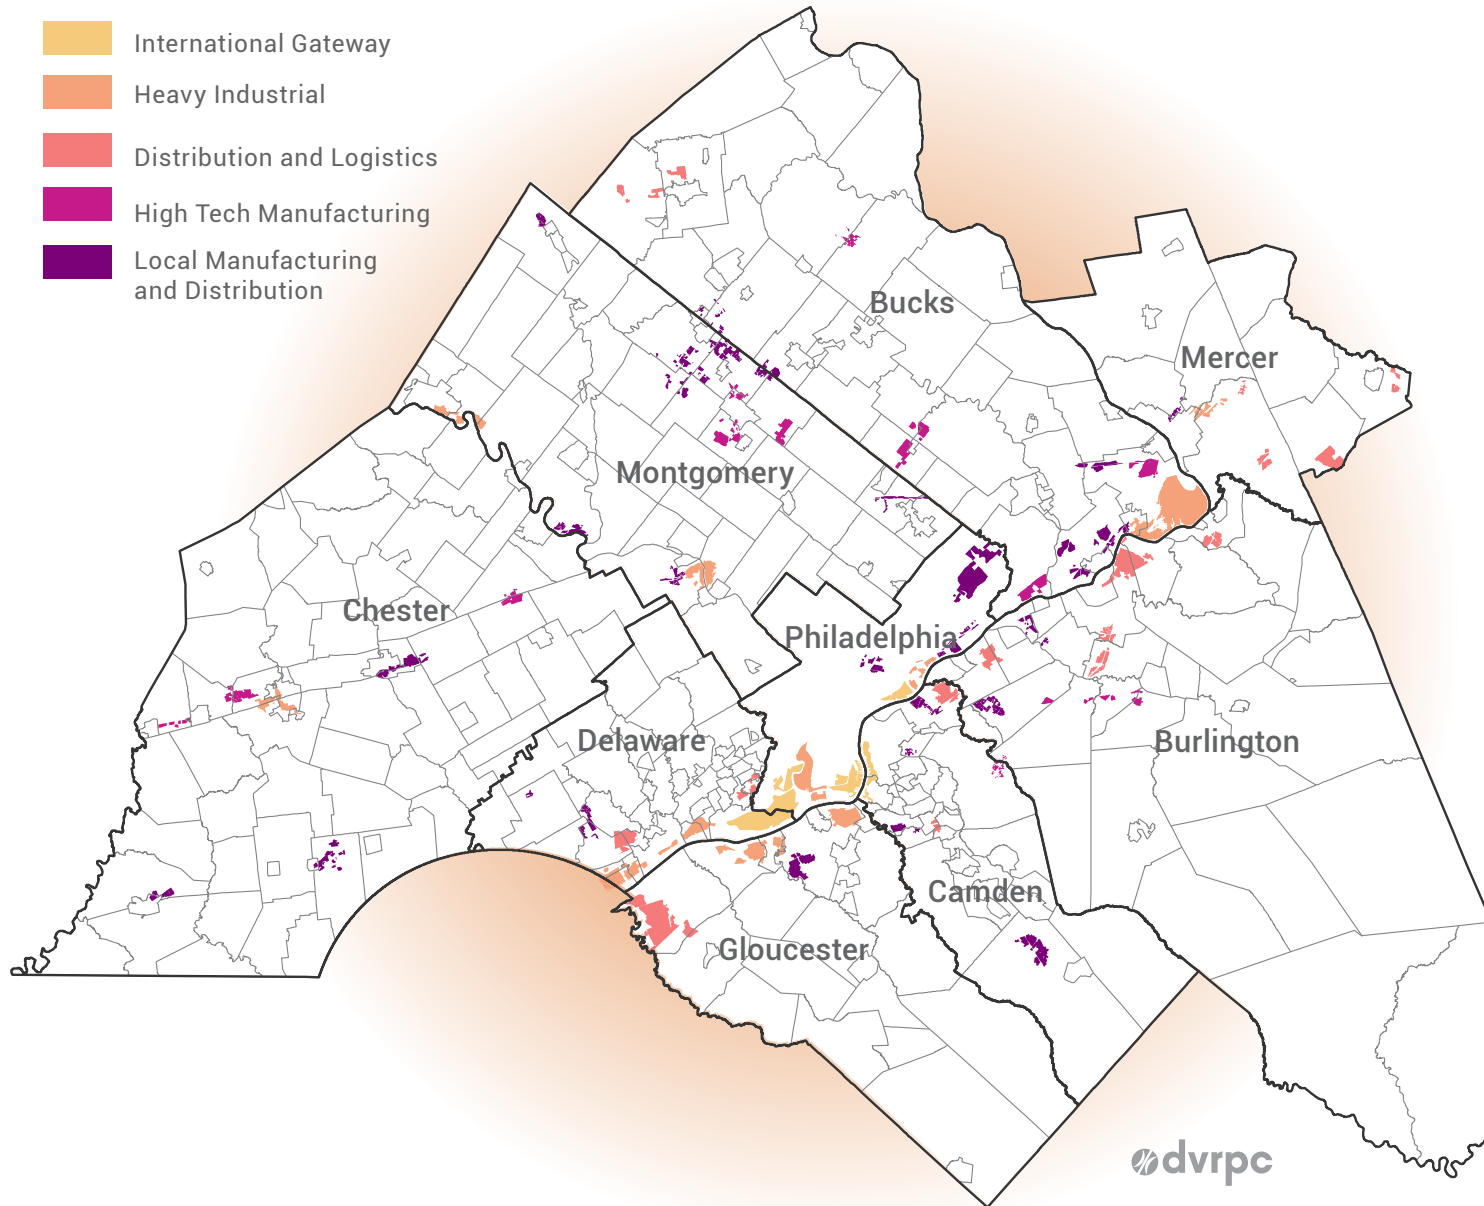 International Gateway
Heavy Industrial
Distribution and Logistics
High Tech Manufacturing
Local Manufacturing
and Distribution
Bucks
Mercer
Montgomery
Chester
Philadelphia
Delaware
Burlington
Camden
Gloucester
dvrpc